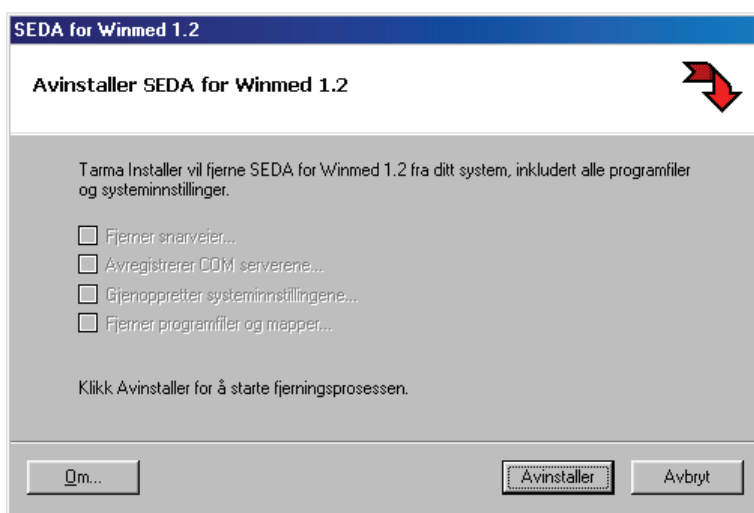 SEDA for Winmed 1.2
Avinstaller SEDA for Winmed 1.2
Tarma Installer vil fjerne SEDA for Winmed 1.2 fra ditt system, inkludert alle programfiler
og systeminnstillinger.
Fjerner snarveier...
Avregistrerer COM serverene...
Gjenoppretter systeminnstillingene...
Fjerner programfiler og mapper...
Klikk Avinstaller for å starte fjerningsprosessen.
Om...
Avinstaller
Avbryt